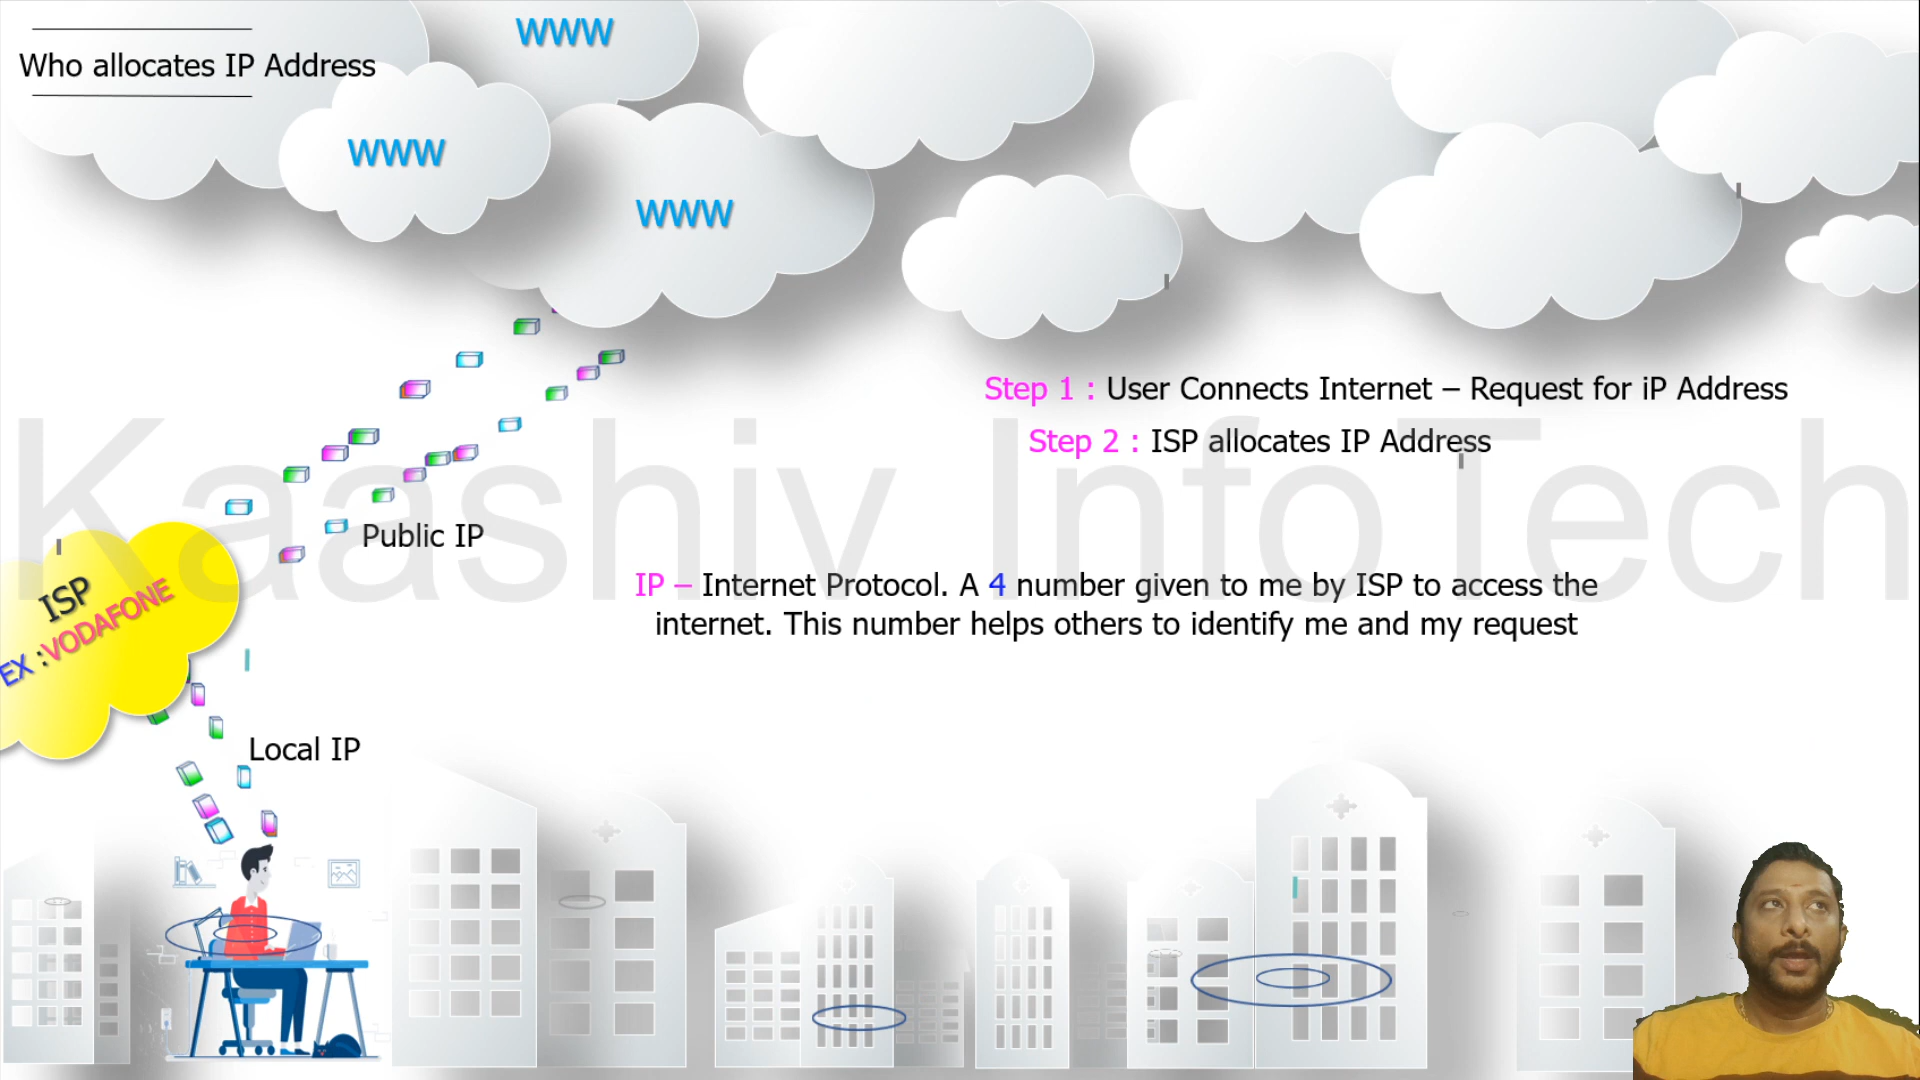 Who allocates IP Address
WWW
WWW
WWW
Step 1 : User Connects Internet – Request for iP Address
Step 2 : ISP allocates IP Address
Kaashiv InfoTech
Public IP
IP – Internet Protocol. A 4 number given to me by ISP to access the
internet. This number helps others to identify me and my request
ISP
EX :VODAFONE
Local IP